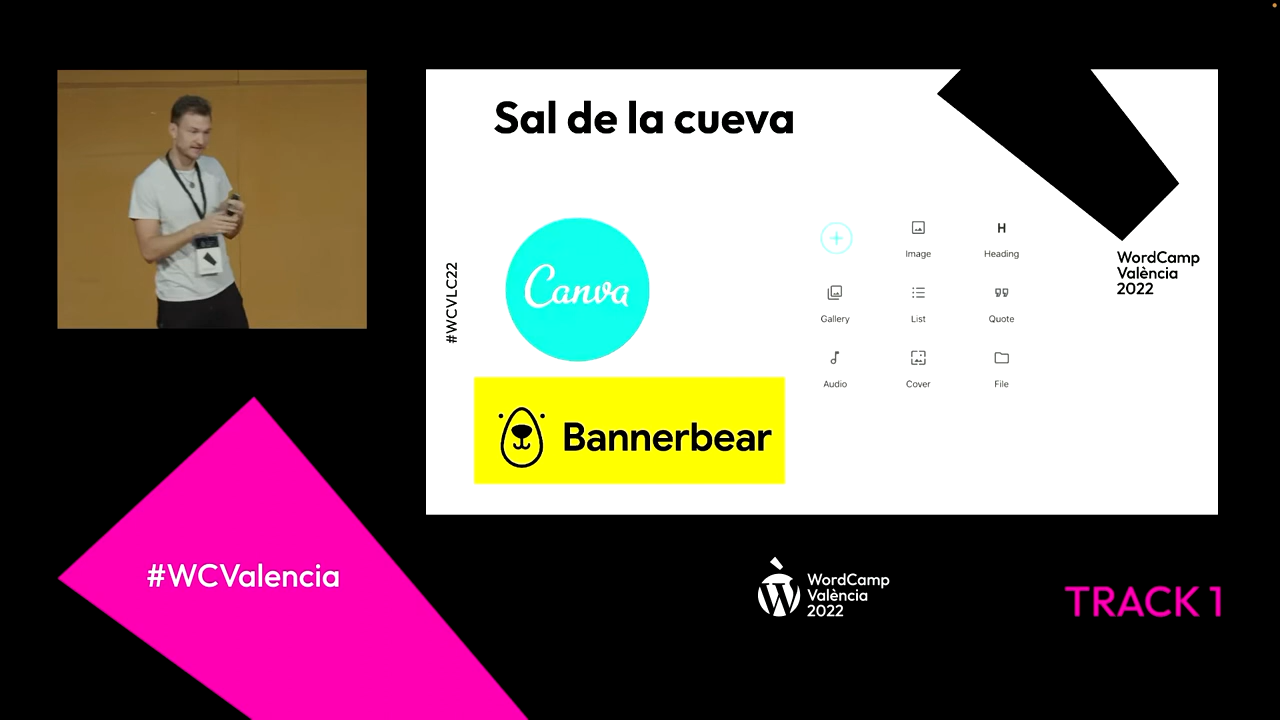 Sal de la cueva
#WCVLC22
Canva
Bannerbear
Image
H
Heading
Gallery
List
Quote
Audio
Cover
File
WordCamp
València
2022
#WCValencia
WordCamp
València
2022
TRACK 1